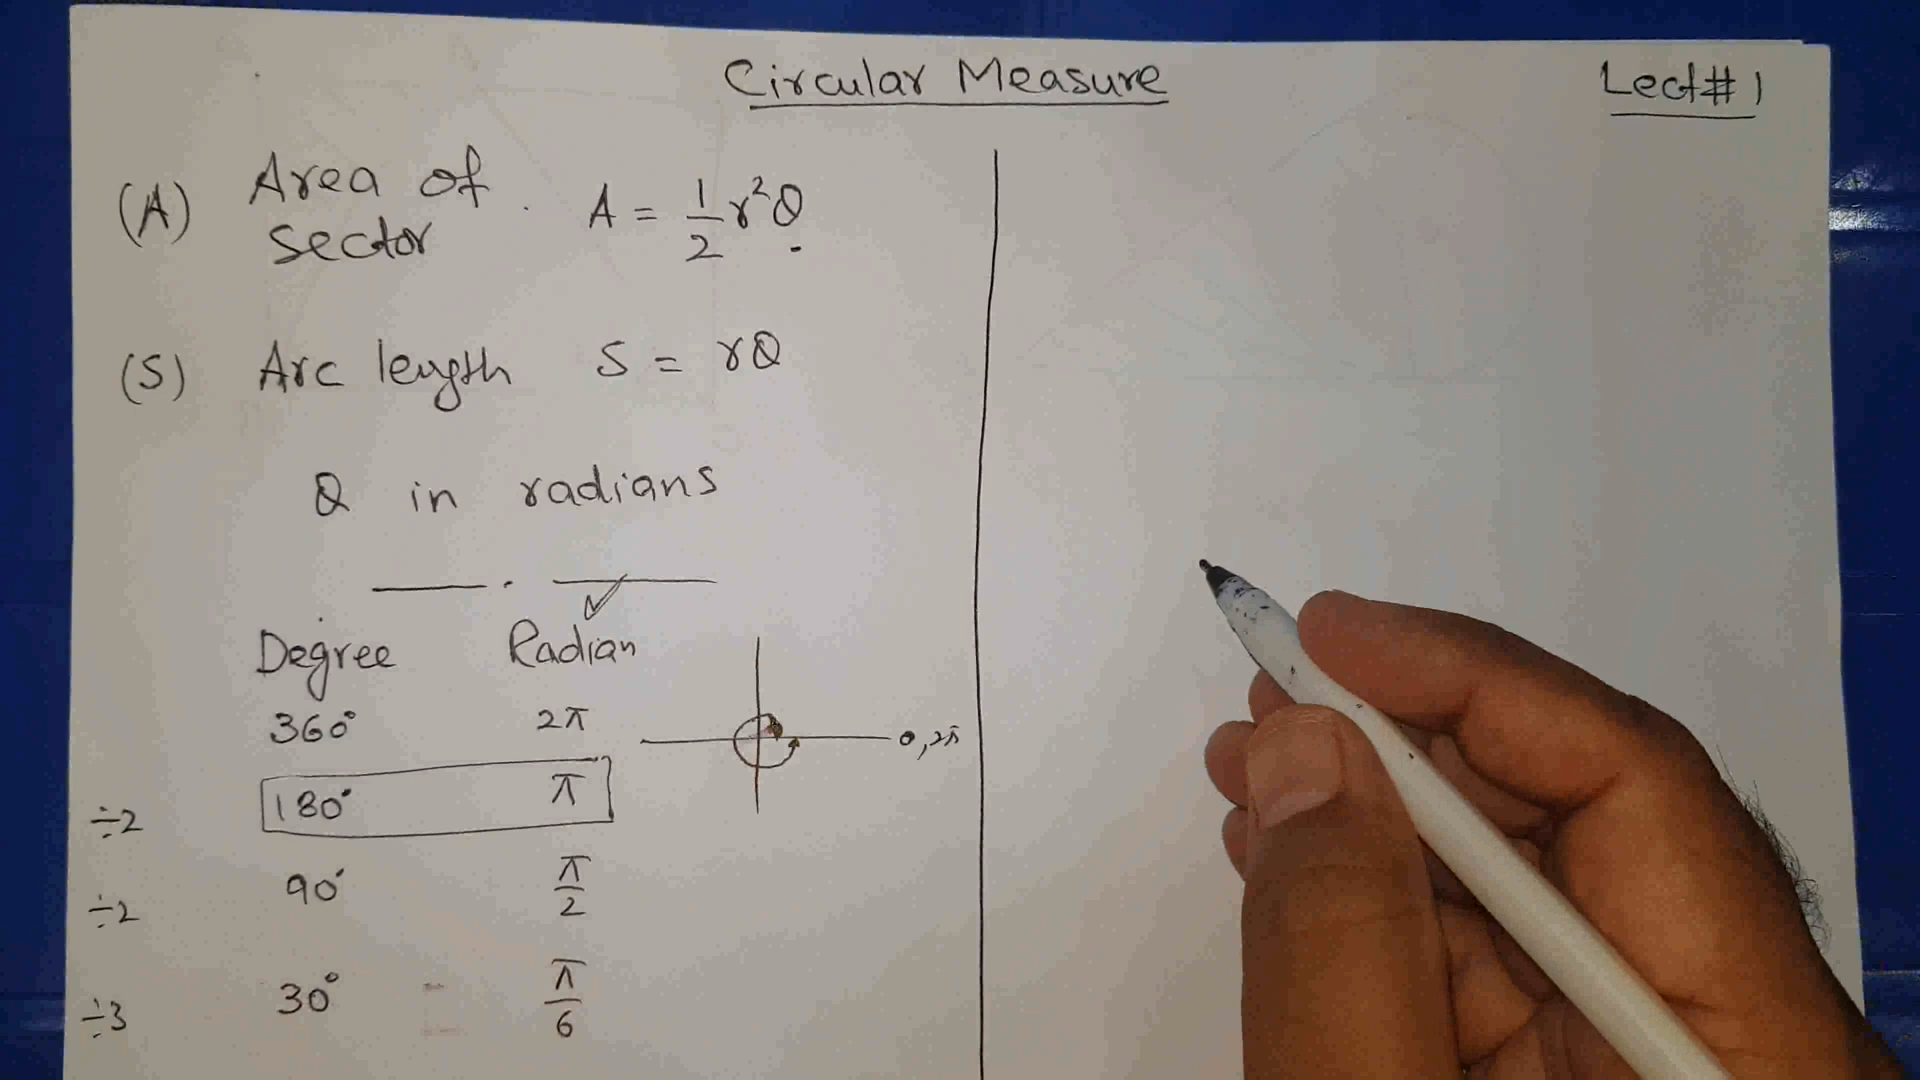 Circular Measure
Lect# 1
(A) Area of sector A = 1/2 r²θ
(S) Arc length S = rθ
θ in radians
Degree Radian
360° 2π
0, 2π
÷2 180° π
÷2 90° π/2
÷3 30° = π/6